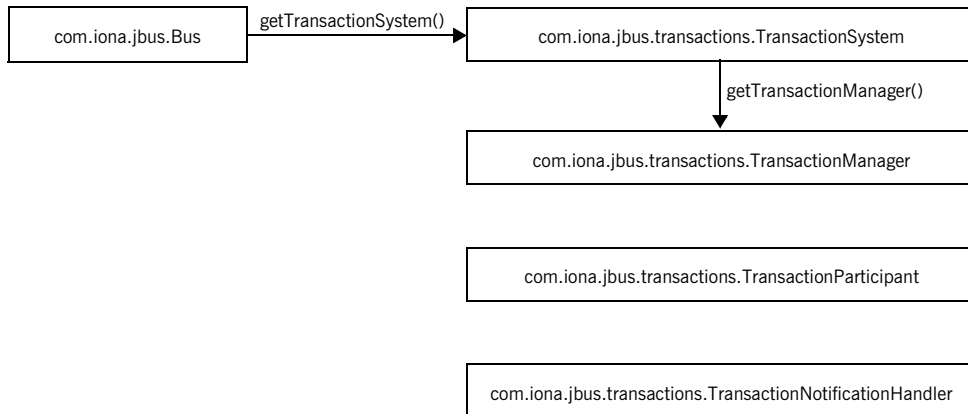 com.iona.jbus.Bus
getTransactionSystem()
com.iona.jbus.transactions.TransactionSystem
getTransactionManager()
com.iona.jbus.transactions.TransactionManager
com.iona.jbus.transactions.TransactionParticipant
com.iona.jbus.transactions.TransactionNotificationHandler